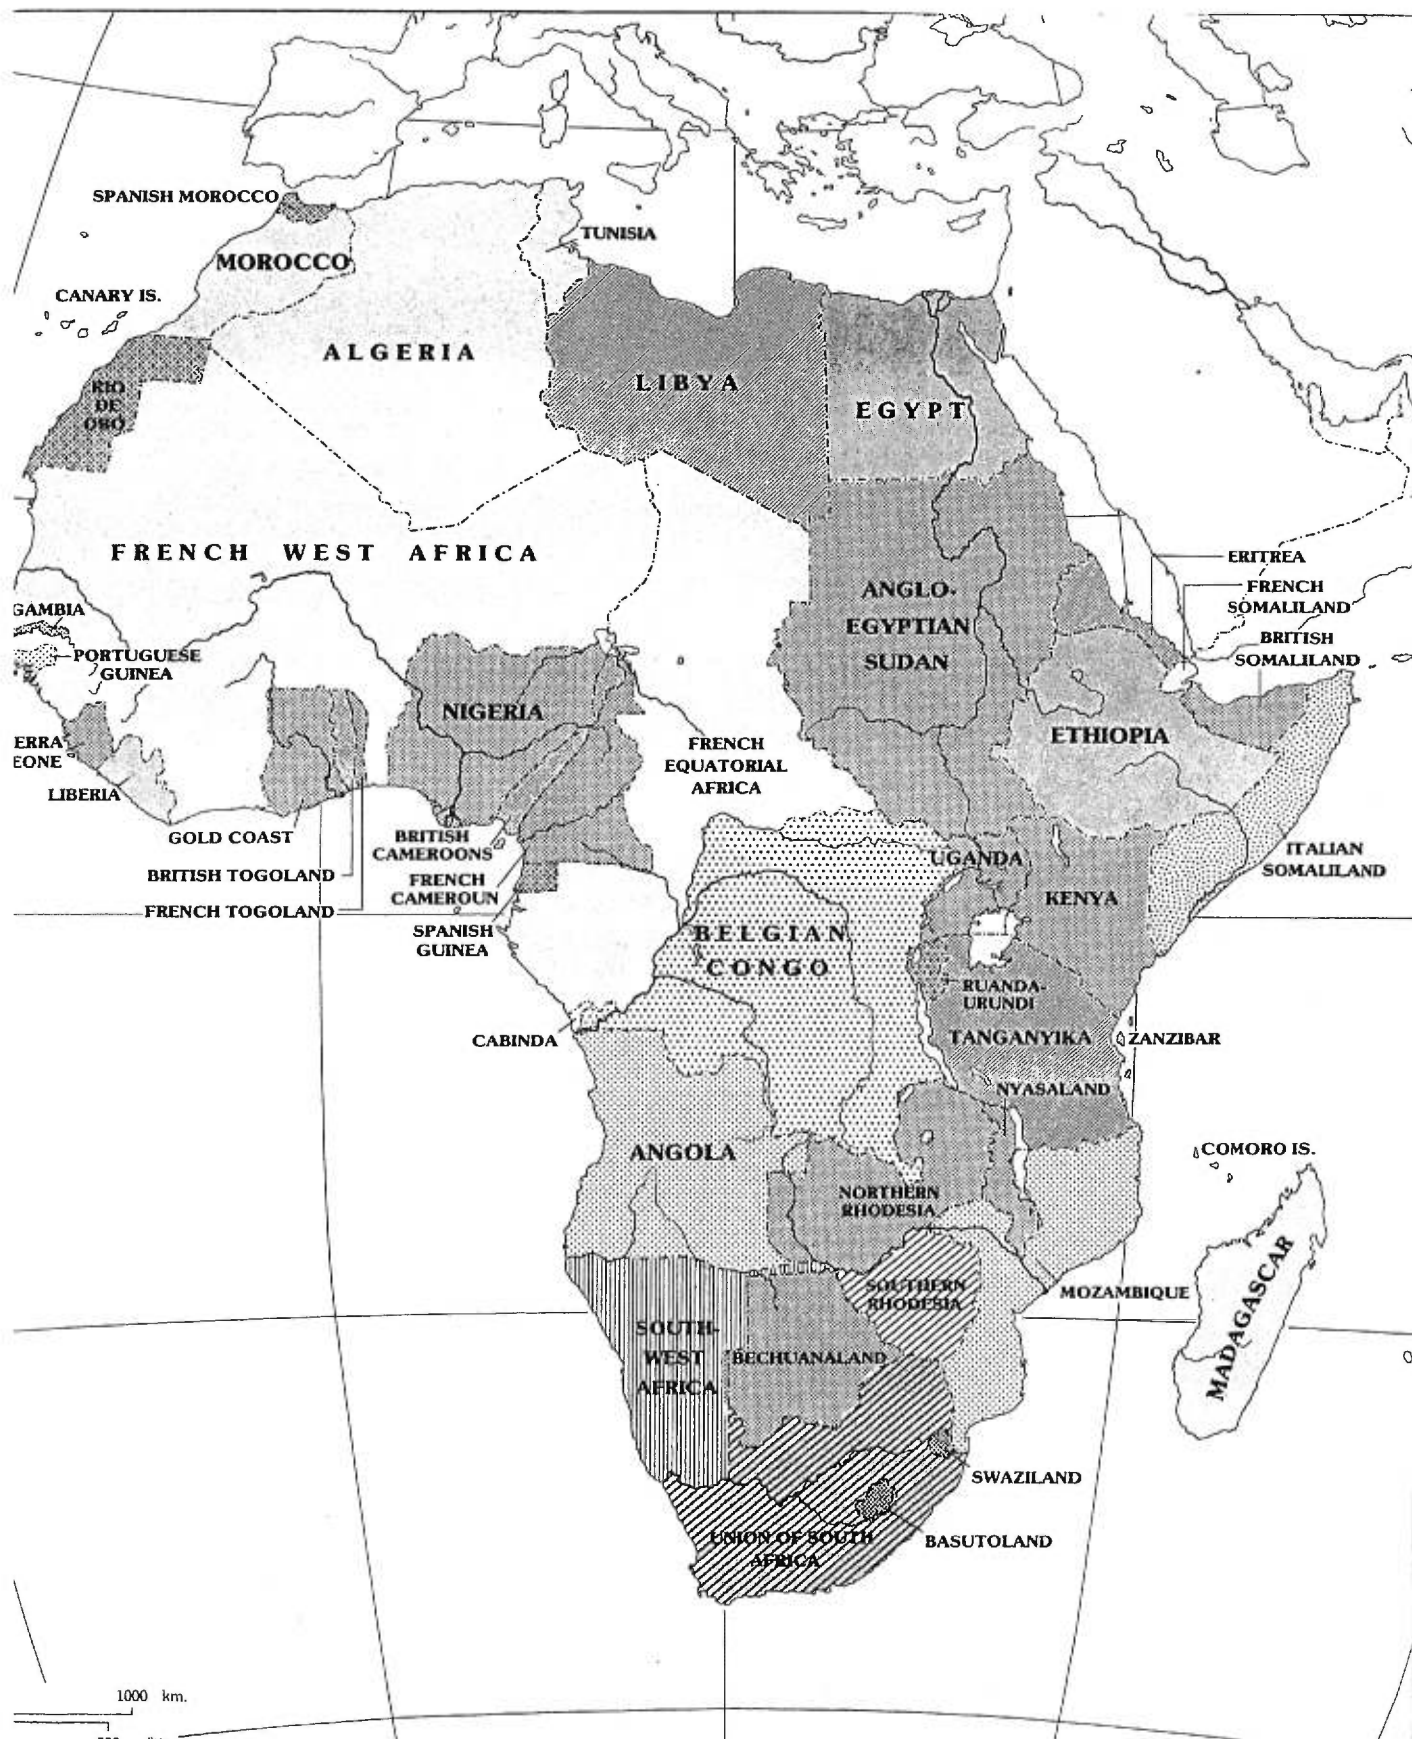 SPANISH MOROCCO
TUNISIA
MOROCCO
CANARY IS.
ALGERIA
LIBYA
RIO
DE
ORO
EGYPT
FRENCH WEST AFRICA
ERITREA
FRENCH
SOMALILAND
ANGLO-
EGYPTIAN
SUDAN
GAMBIA
BRITISH
SOMALILAND
PORTUGUESE
GUINEA
NIGERIA
ETHIOPIA
ERRA
EONE
FRENCH
EQUATORIAL
AFRICA
LIBERIA
GOLD COAST
BRITISH
CAMEROONS
UGANDA
ITALIAN
SOMALILAND
BRITISH TOGOLAND
FRENCH
CAMEROUN
KENYA
FRENCH TOGOLAND
SPANISH
GUINEA
BELGIAN
CONGO
RUANDA-
URUNDI
CABINDA
TANGANYIKA
ZANZIBAR
NYASALAND
ANGOLA
COMORO IS.
NORTHERN
RHODESIA
SOUTHERN
RHODESIA
MOZAMBIQUE
MADAGASCAR
SOUTH-
WEST
AFRICA
BECHUANALAND
SWAZILAND
UNION OF SOUTH
AFRICA
BASUTOLAND
1000 km.